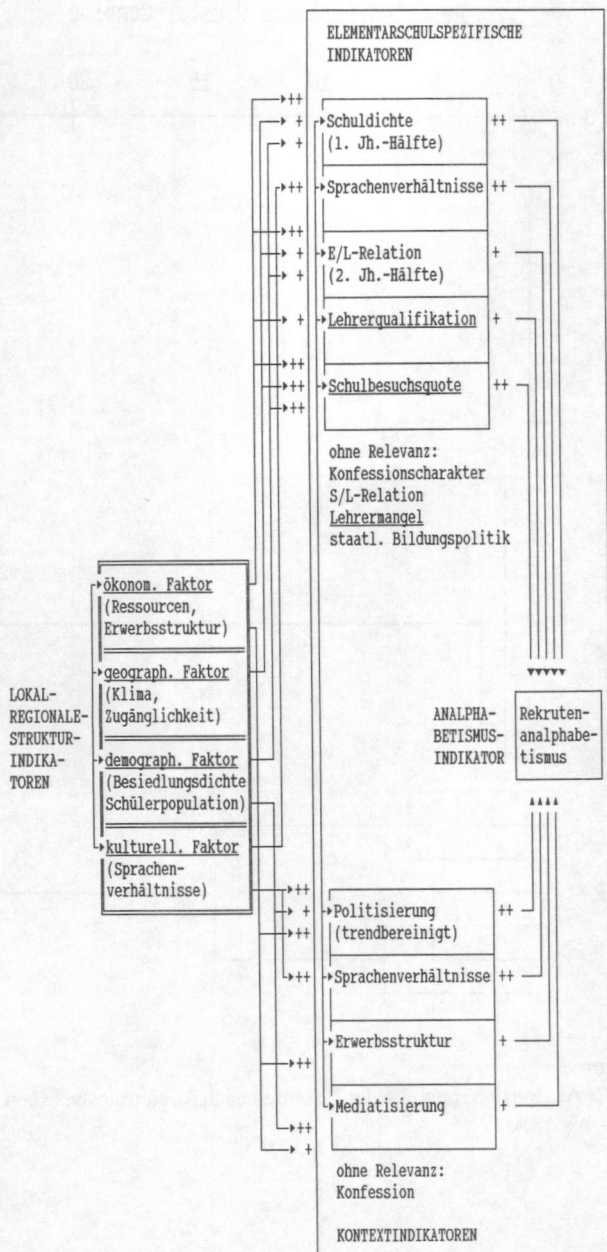 ELEMENTARSCHULSPEZIFISCHE
INDIKATOREN
++
+ Schuldichte ++
+ (1. Jh.-Hälfte)
++ Sprachenverhältnisse ++
++
+ E/L-Relation +
+ (2. Jh.-Hälfte)
+ Lehrerqualifikation +
++
++ Schulbesuchsquote ++
++
ohne Relevanz:
Konfessionscharakter
S/L-Relation
Lehrermangel
staatl. Bildungspolitik
LOKAL-
REGIONALE-
STRUKTUR-
INDIKA-
TOREN
ökonom. Faktor
(Ressourcen,
Erwerbsstruktur)
geograph. Faktor
(Klima,
Zugänglichkeit)
demograph. Faktor
(Besiedlungsdichte
Schülerpopulation)
kulturell. Faktor
(Sprachen-
verhältnisse)
ANALPHA-
BETISMUS-
INDIKATOR
Rekruten-
analphabe-
tismus
++
+ Politisierung ++
++ (trendbereinigt)
++ Sprachenverhältnisse ++
Erwerbsstruktur +
++
Mediatisierung +
++
+
ohne Relevanz:
Konfession
KONTEXTINDIKATOREN